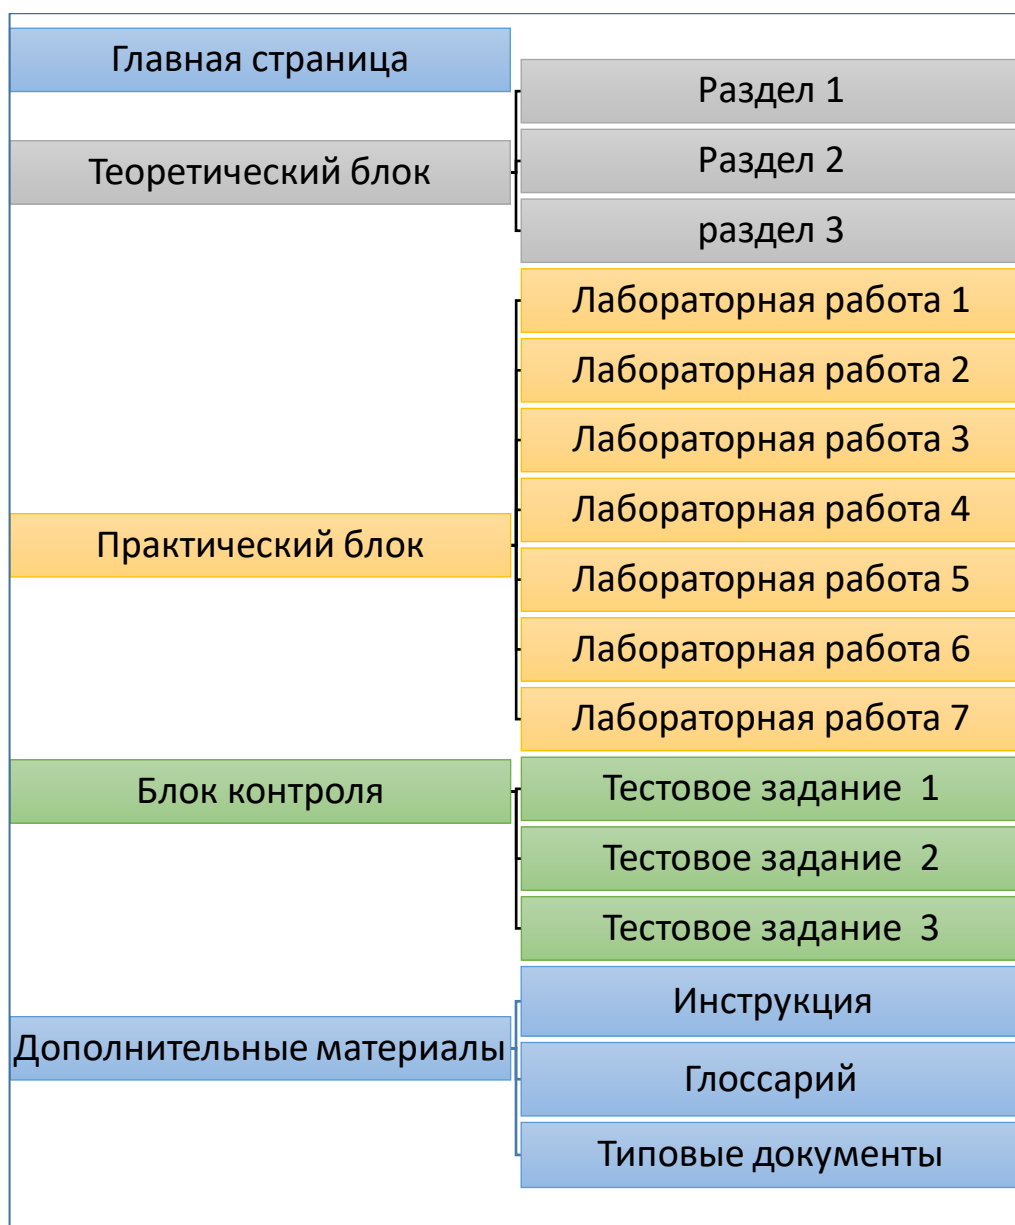 Главная страница
Теоретический блок
Раздел 1
Раздел 2
раздел 3
Практический блок
Лабораторная работа 1
Лабораторная работа 2
Лабораторная работа 3
Лабораторная работа 4
Лабораторная работа 5
Лабораторная работа 6
Лабораторная работа 7
Блок контроля
Тестовое задание 1
Тестовое задание 2
Тестовое задание 3
Дополнительные материалы
Инструкция
Глоссарий
Типовые документы